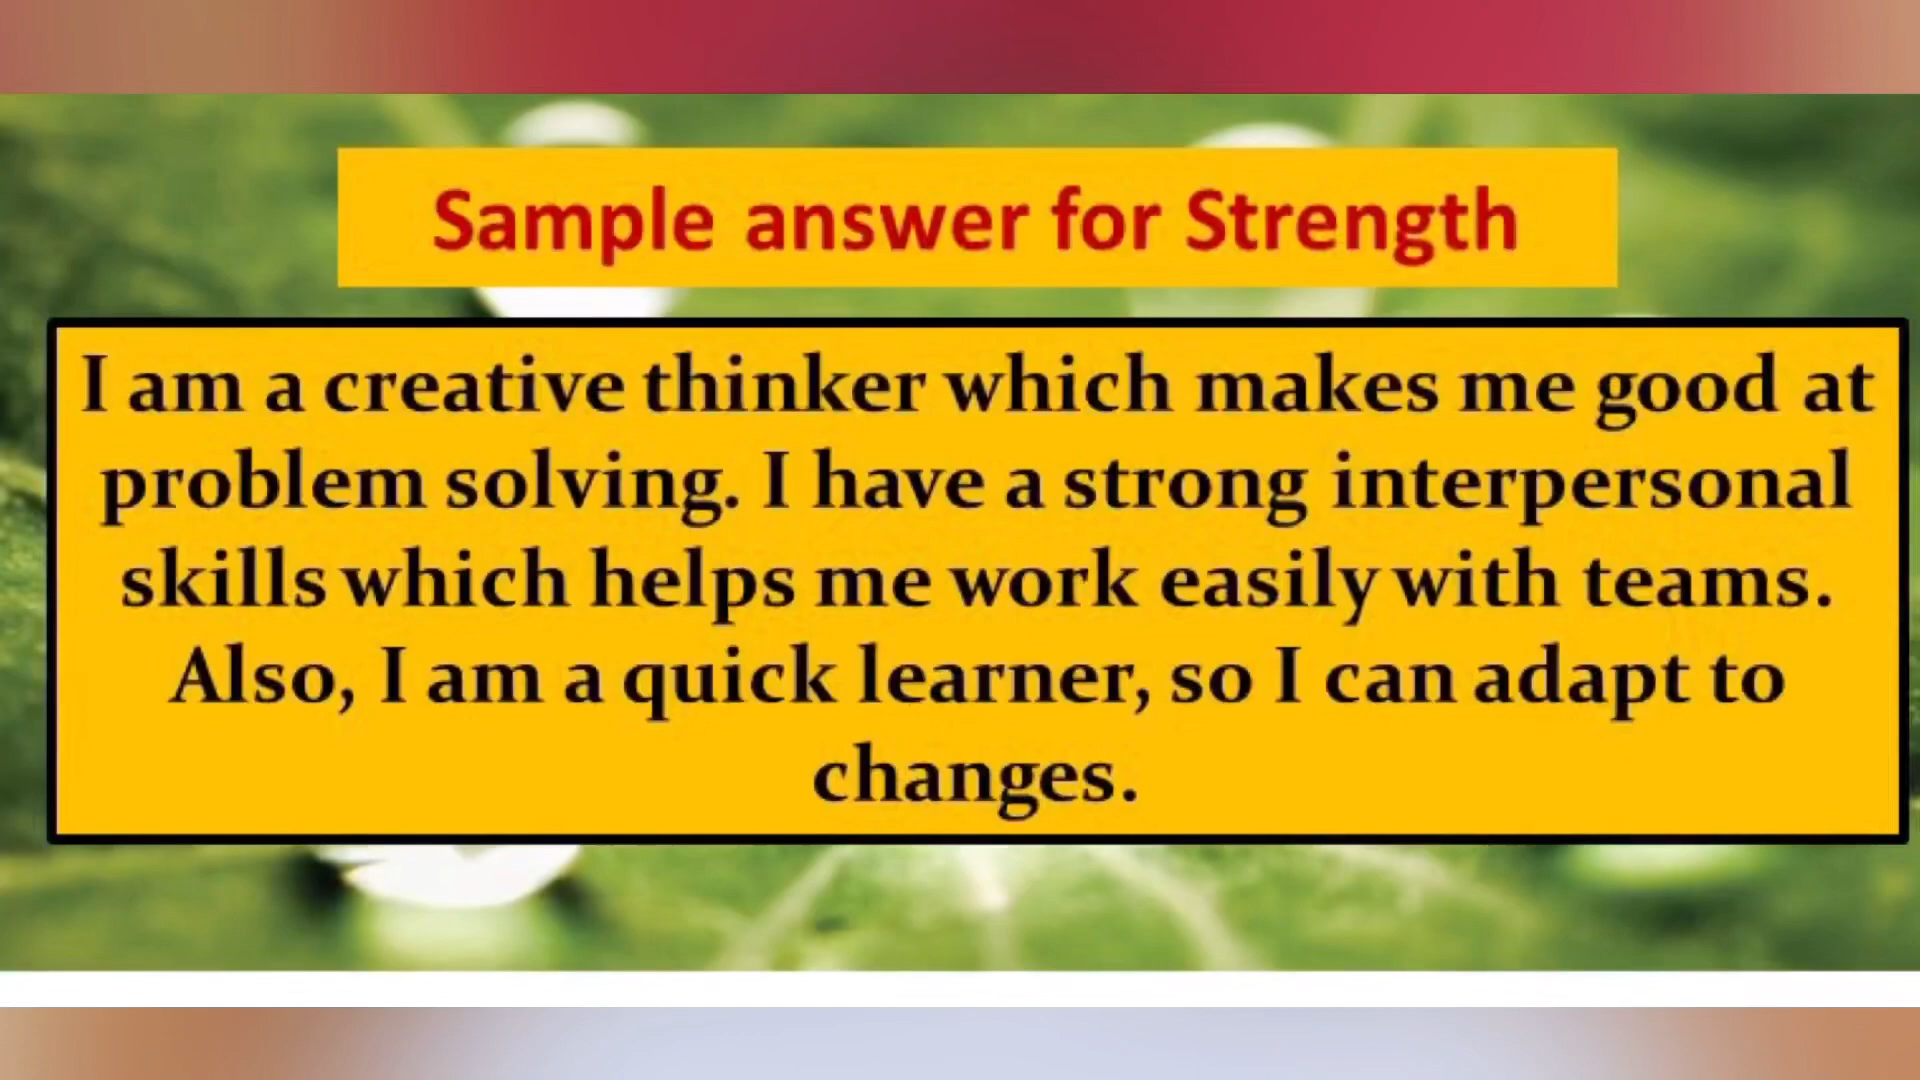 Sample answer for Strength
I am a creative thinker which makes me good at
problem solving. I have a strong interpersonal
skills which helps me work easily with teams.
Also, I am a quick learner, so I can adapt to
changes.